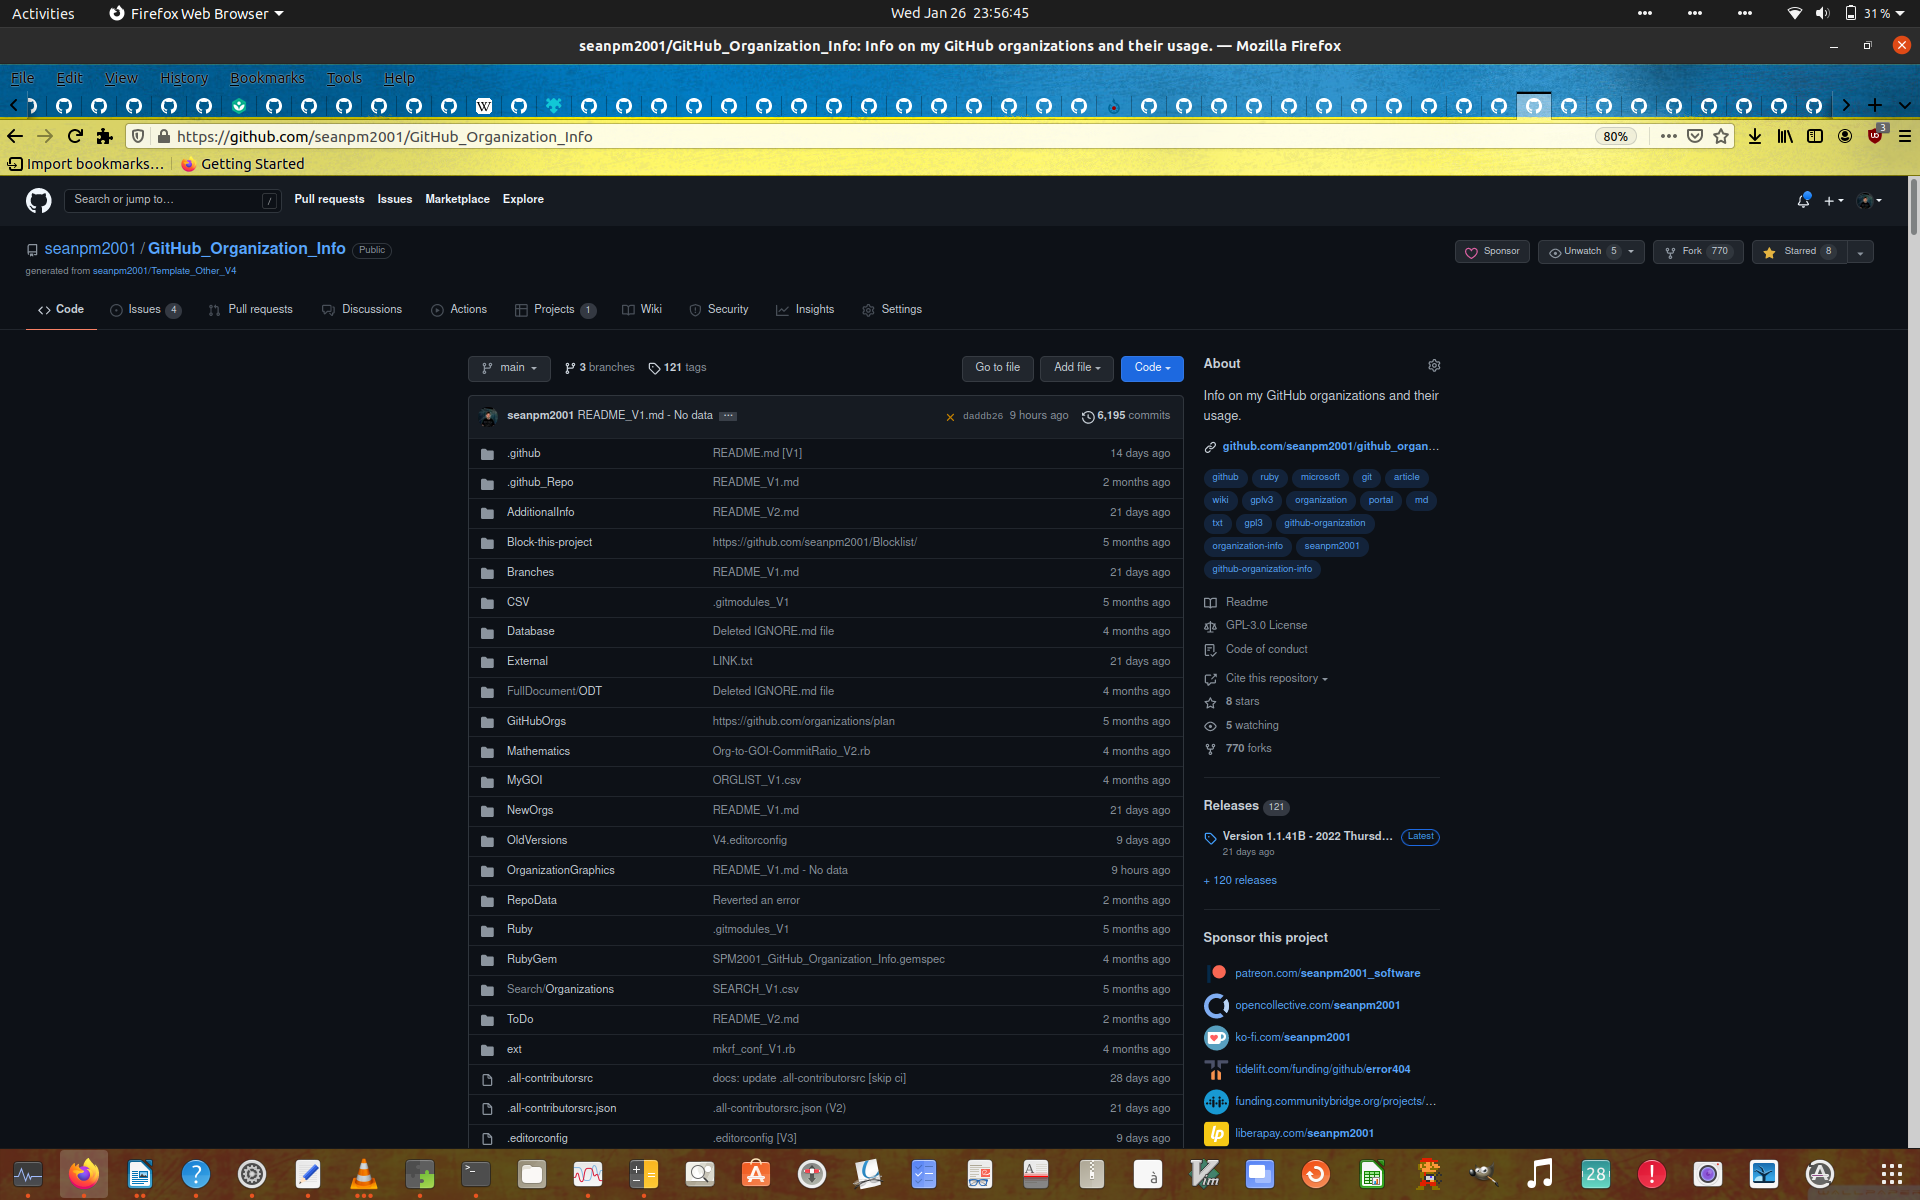 Activities Firefox Web Browser Wed Jan 26 23:56:45 31 %
seanpm2001/GitHub_Organization_Info: Info on my GitHub organizations and their usage. — Mozilla Firefox
File Edit View History Bookmarks Tools Help
https://github.com/seanpm2001/GitHub_Organization_Info 80% 3
Import bookmarks... Getting Started
Search or jump to... / Pull requests Issues Marketplace Explore
seanpm2001 / GitHub_Organization_Info Public Sponsor Unwatch 5 Fork 770 Starred 8
generated from seanpm2001/Template_Other_V4
Code Issues 4 Pull requests Discussions Actions Projects 1 Wiki Security Insights Settings
main 3 branches 121 tags Go to file Add file Code
seanpm2001 README_V1.md - No data ... daddb26 9 hours ago 6,195 commits
.github README.md [V1] 14 days ago
.github_Repo README_V1.md 2 months ago
AdditionalInfo README_V2.md 21 days ago
Block-this-project https://github.com/seanpm2001/Blocklist/ 5 months ago
Branches README_V1.md 21 days ago
CSV .gitmodules_V1 5 months ago
Database Deleted IGNORE.md file 4 months ago
External LINK.txt 21 days ago
FullDocument/ODT Deleted IGNORE.md file 4 months ago
GitHubOrgs https://github.com/organizations/plan 5 months ago
Mathematics Org-to-GOI-CommitRatio_V2.rb 4 months ago
MyGOI ORGLIST_V1.csv 4 months ago
NewOrgs README_V1.md 21 days ago
OldVersions V4.editorconfig 9 days ago
OrganizationGraphics README_V1.md - No data 9 hours ago
RepoData Reverted an error 2 months ago
Ruby .gitmodules_V1 5 months ago
RubyGem SPM2001_GitHub_Organization_Info.gemspec 4 months ago
Search/Organizations SEARCH_V1.csv 5 months ago
ToDo README_V2.md 2 months ago
ext mkrf_conf_V1.rb 4 months ago
.all-contributorsrc docs: update .all-contributorsrc [skip ci] 28 days ago
.all-contributorsrc.json .all-contributorsrc.json (V2) 21 days ago
.editorconfig .editorconfig [V3] 9 days ago
About
Info on my GitHub organizations and their
usage.
github.com/seanpm2001/github_organ...
github ruby microsoft git article
wiki gplv3 organization portal md
txt gpl3 github-organization
organization-info seanpm2001
github-organization-info
Readme
GPL-3.0 License
Code of conduct
Cite this repository
8 stars
5 watching
770 forks
Releases 121
Version 1.1.41B - 2022 Thursd... Latest
21 days ago
+ 120 releases
Sponsor this project
patreon.com/seanpm2001_software
opencollective.com/seanpm2001
ko-fi.com/seanpm2001
tidelift.com/funding/github/error404
funding.communitybridge.org/projects/...
lp liberapay.com/seanpm2001
28